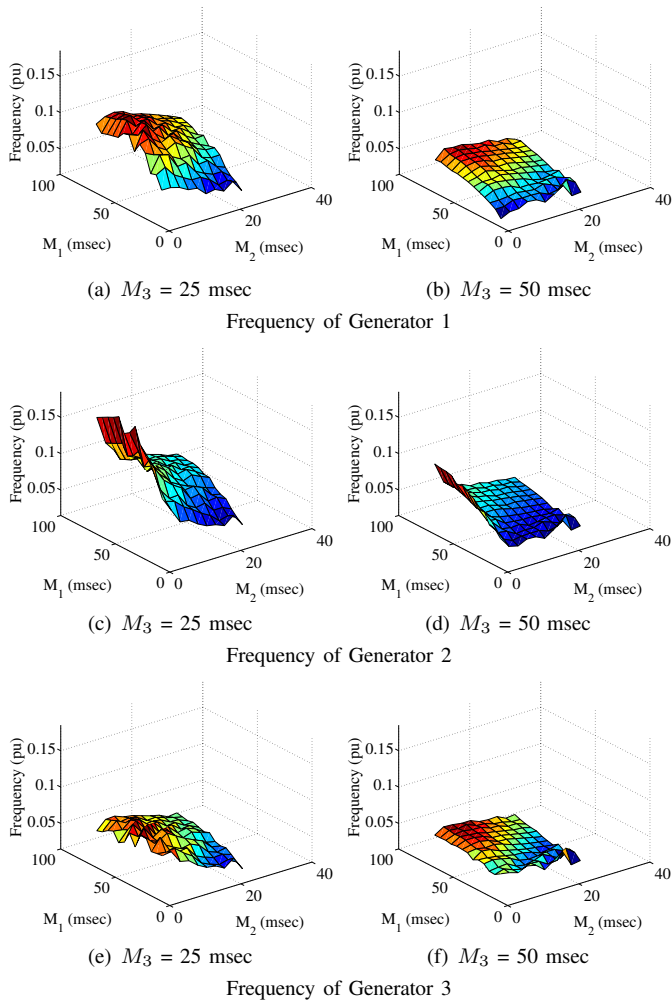 0.15
0.1
0.05
Frequency (pu)
100
50
0
0
20
40
M1 (msec)
M2 (msec)
0.15
0.1
0.05
Frequency (pu)
100
50
0
0
20
40
M1 (msec)
M2 (msec)
(a) M3 = 25 msec
(b) M3 = 50 msec
Frequency of Generator 1
0.15
0.1
0.05
Frequency (pu)
100
50
0
0
20
40
M1 (msec)
M2 (msec)
0.15
0.1
0.05
Frequency (pu)
100
50
0
0
20
40
M1 (msec)
M2 (msec)
(c) M3 = 25 msec
(d) M3 = 50 msec
Frequency of Generator 2
0.15
0.1
0.05
Frequency (pu)
100
50
0
0
20
40
M1 (msec)
M2 (msec)
0.15
0.1
0.05
Frequency (pu)
100
50
0
0
20
40
M1 (msec)
M2 (msec)
(e) M3 = 25 msec
(f) M3 = 50 msec
Frequency of Generator 3